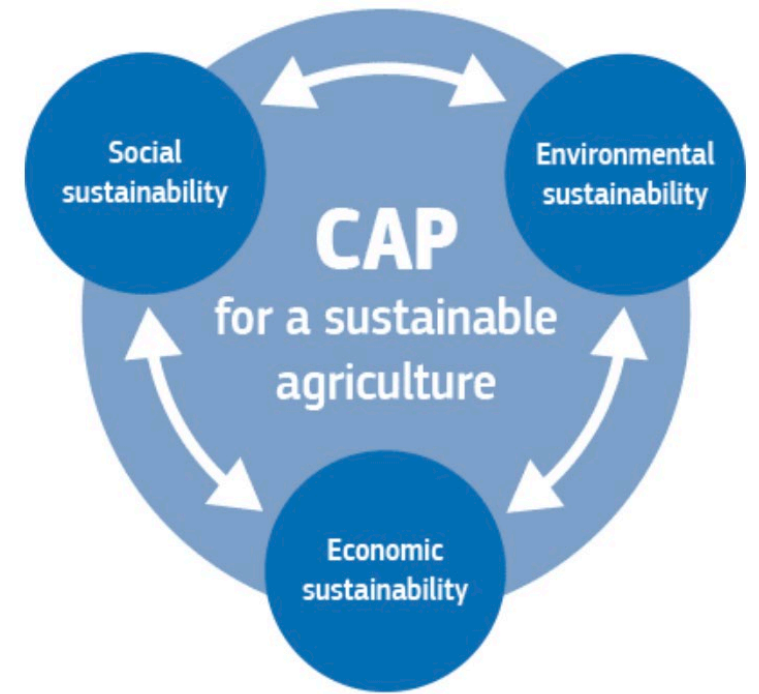 Social
sustainability
Environmental
sustainability
CAP
for a sustainable
agriculture
Economic
sustainability